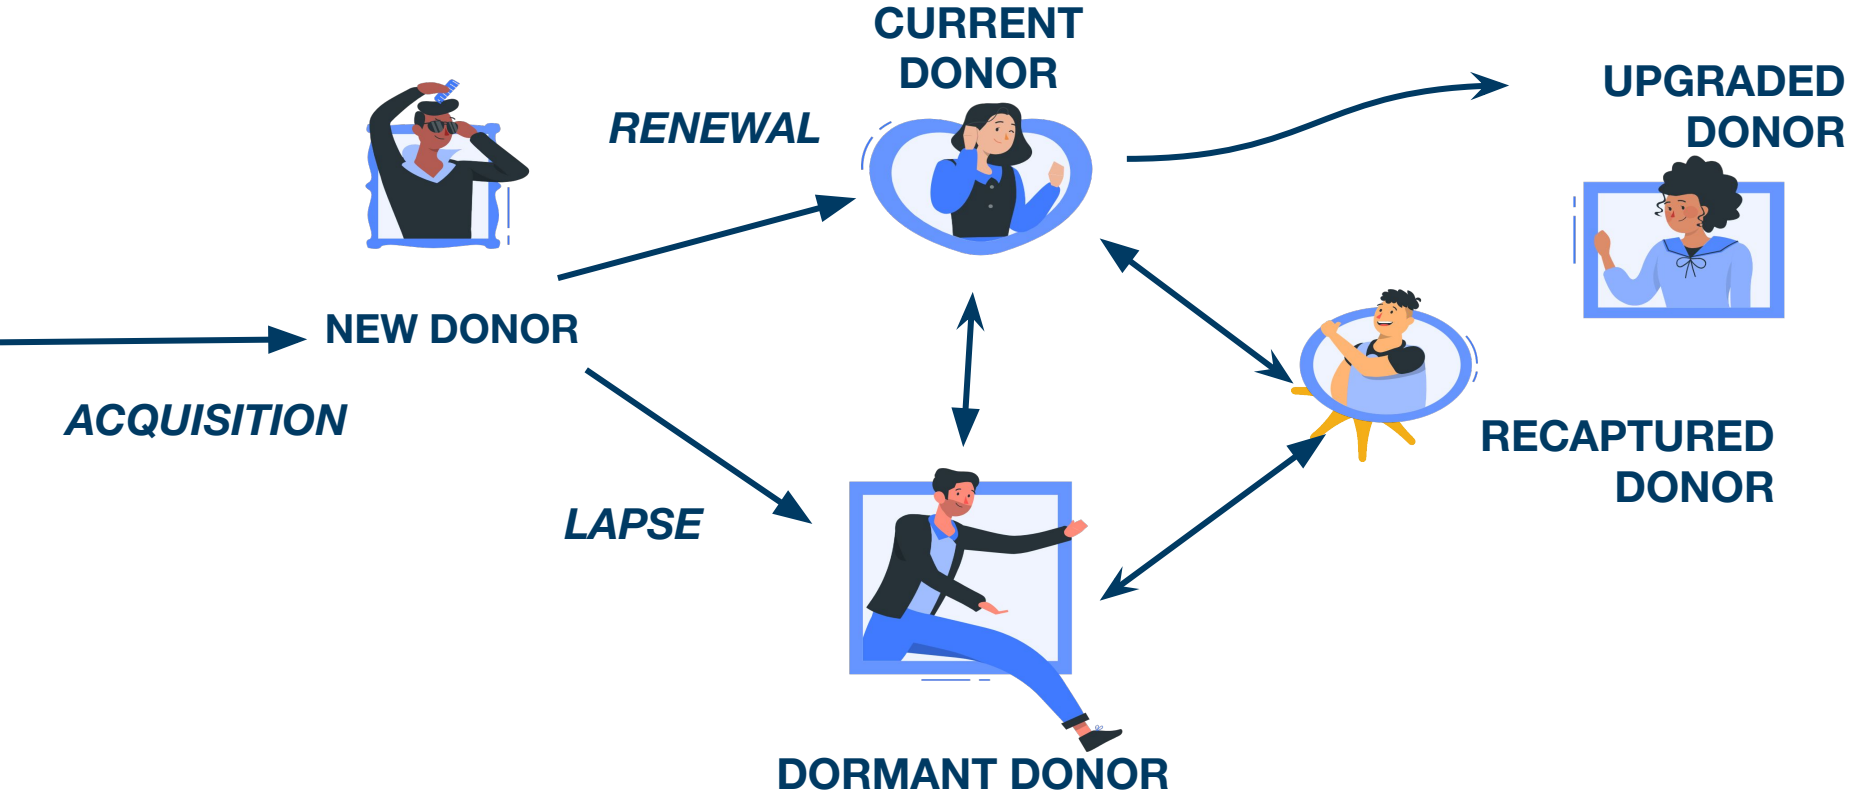 CURRENT
DONOR
UPGRADED
DONOR
RENEWAL
NEW DONOR
ACQUISITION
RECAPTURED
DONOR
LAPSE
DORMANT DONOR